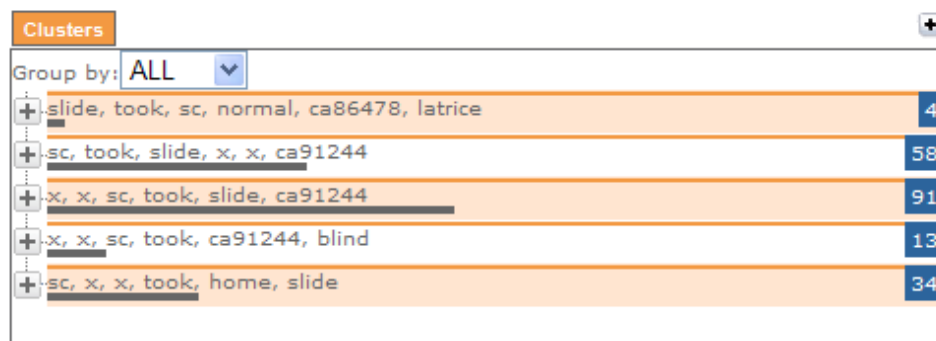 Clusters
Group by: ALL
slide, took, sc, normal, ca86478, latrice 4
sc, took, slide, x, x, ca91244 58
x, x, sc, took, slide, ca91244 91
x, x, sc, took, ca91244, blind 13
sc, x, x, took, home, slide 34